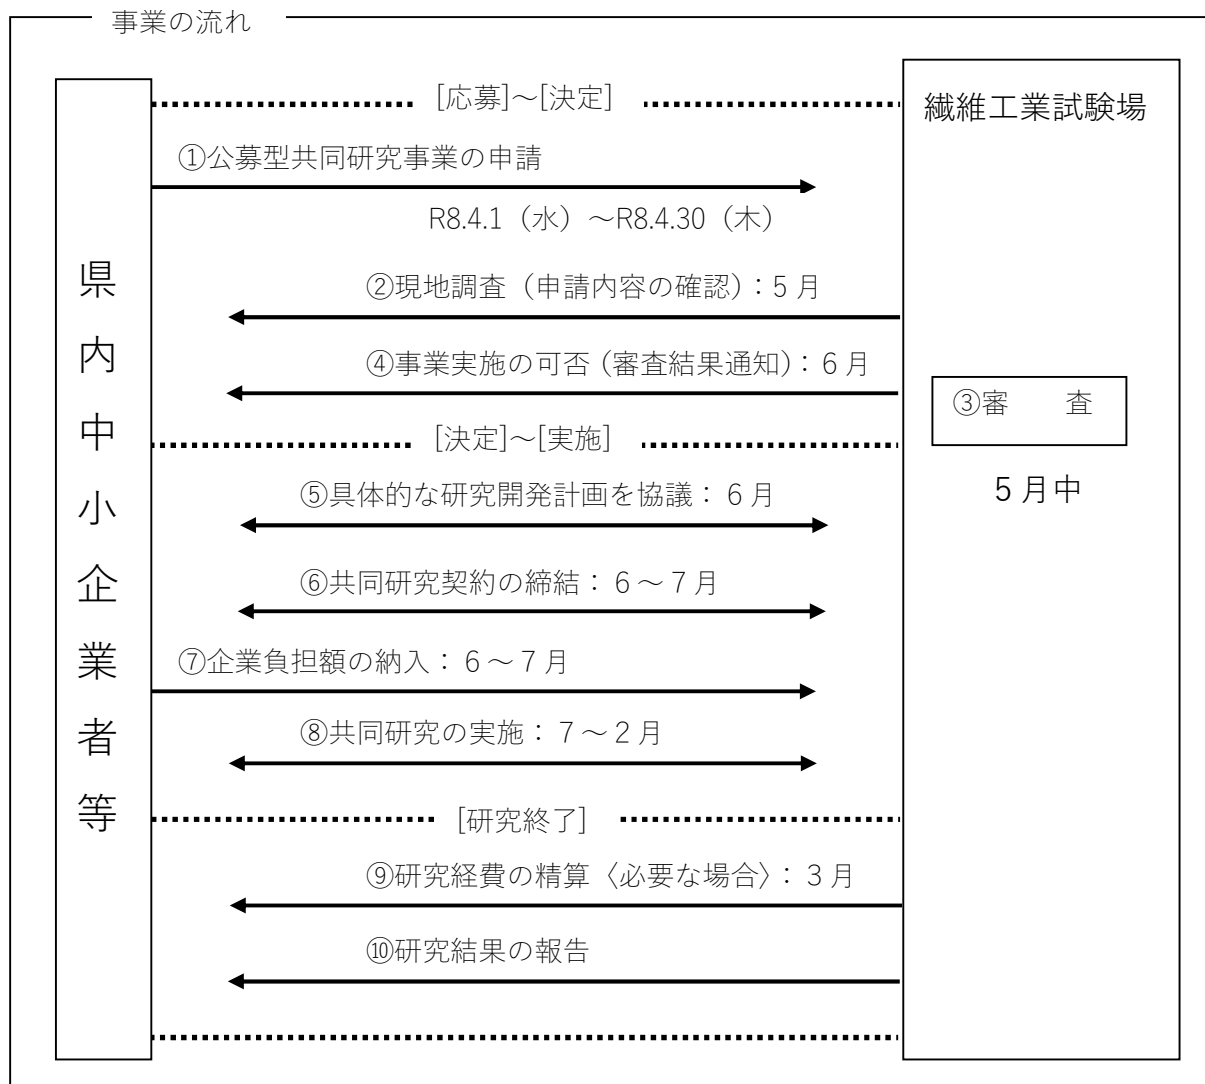 事業の流れ
県内中小企業者等
繊維工業試験場
[応募]～[決定]
①公募型共同研究事業の申請
R8.4.1（水）～R8.4.30（木）
②現地調査（申請内容の確認）：5月
④事業実施の可否（審査結果通知）：6月
③審　査
5月中
[決定]～[実施]
⑤具体的な研究開発計画を協議：6月
⑥共同研究契約の締結：6～7月
⑦企業負担額の納入：6～7月
⑧共同研究の実施：7～2月
[研究終了]
⑨研究経費の精算〈必要な場合〉：3月
⑩研究結果の報告